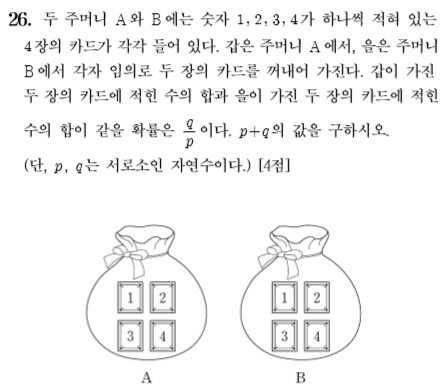 26. 두 주머니 A와 B에는 숫자 1, 2, 3, 4가 하나씩 적혀 있는
4장의 카드가 각각 들어 있다. 갑은 주머니 A에서, 을은 주머니
B에서 각자 임의로 두 장의 카드를 꺼내어 가진다. 갑이 가진
두 장의 카드에 적힌 수의 합과 을이 가진 두 장의 카드에 적힌
수의 합이 같을 확률은 q/p 이다. p+q의 값을 구하시오.
(단, p, q는 서로소인 자연수이다.) [4점]
1 2 1 2
3 4 3 4
A B